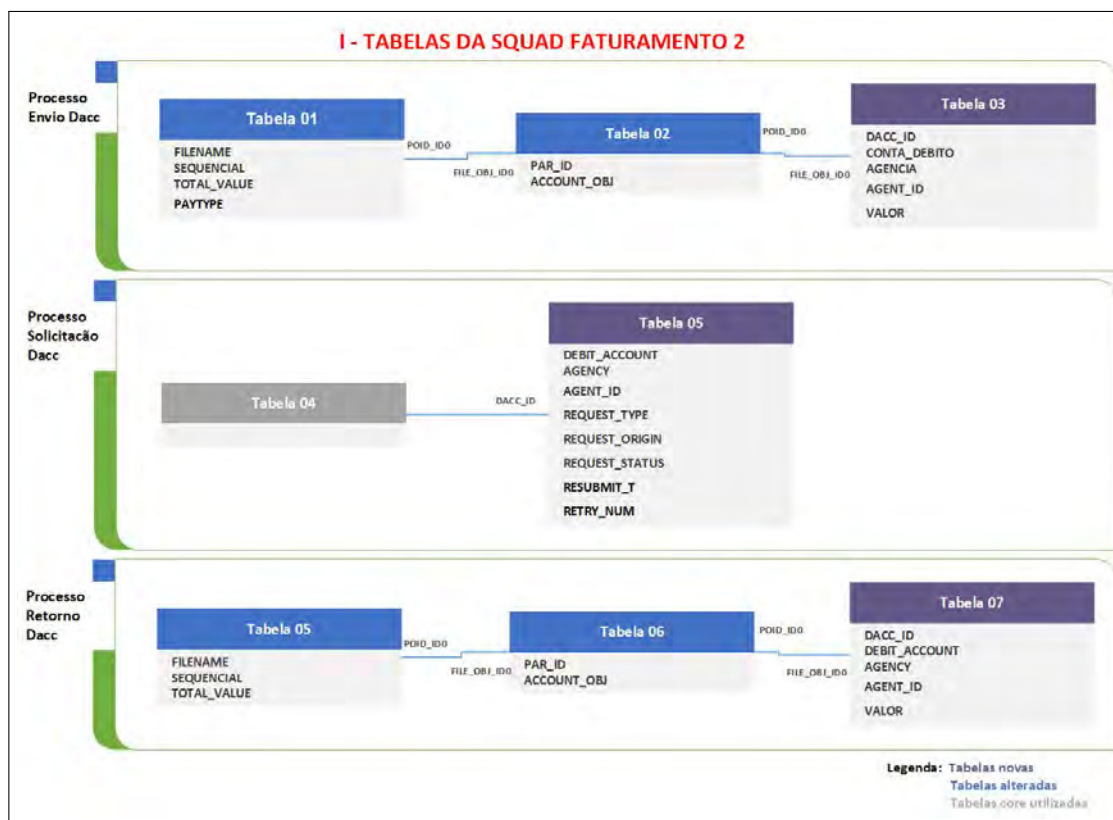 I - TABELAS DA SQUAD FATURAMENTO 2
Processo
Envio Dacc
Tabela 01
FILENAME
SEQUENCIAL
TOTAL_VALUE
PAYTYPE
POID_ID0
FILE_OBJ_ID0
Tabela 02
PAR_ID
ACCOUNT_OBJ
POID_ID0
FILE_OBJ_ID0
Tabela 03
DACC_ID
CONTA_DEBITO
AGENCIA
AGENT_ID
VALOR
Processo
Solicitacão
Dacc
Tabela 04
DACC_ID
Tabela 05
DEBIT_ACCOUNT
AGENCY
AGENT_ID
REQUEST_TYPE
REQUEST_ORIGIN
REQUEST_STATUS
RESUBMIT_T
RETRY_NUM
Processo
Retorno
Dacc
Tabela 05
FILENAME
SEQUENCIAL
TOTAL_VALUE
POID_ID0
FILE_OBJ_ID0
Tabela 06
PAR_ID
ACCOUNT_OBJ
POID_ID0
FILE_OBJ_ID0
Tabela 07
DACC_ID
DEBIT_ACCOUNT
AGENCY
AGENT_ID
VALOR
Legenda: Tabelas novas
Tabelas alteradas
Tabelas core utilizadas